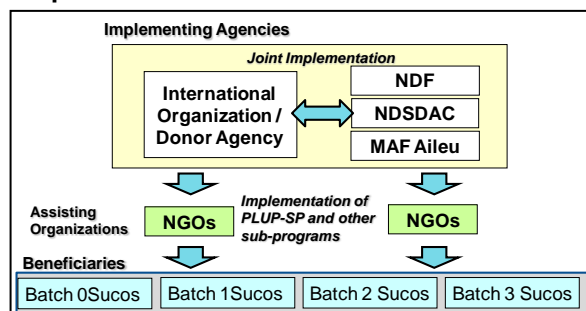 Implementing Agencies
Joint Implementation
International
Organization /
Donor Agency
NDF
NDSDAC
MAF Aileu
Assisting
Organizations
NGOs
Implementation of
PLUP-SP and other
sub-programs
NGOs
Beneficiaries
Batch 0Sucos
Batch 1Sucos
Batch 2 Sucos
Batch 3 Sucos